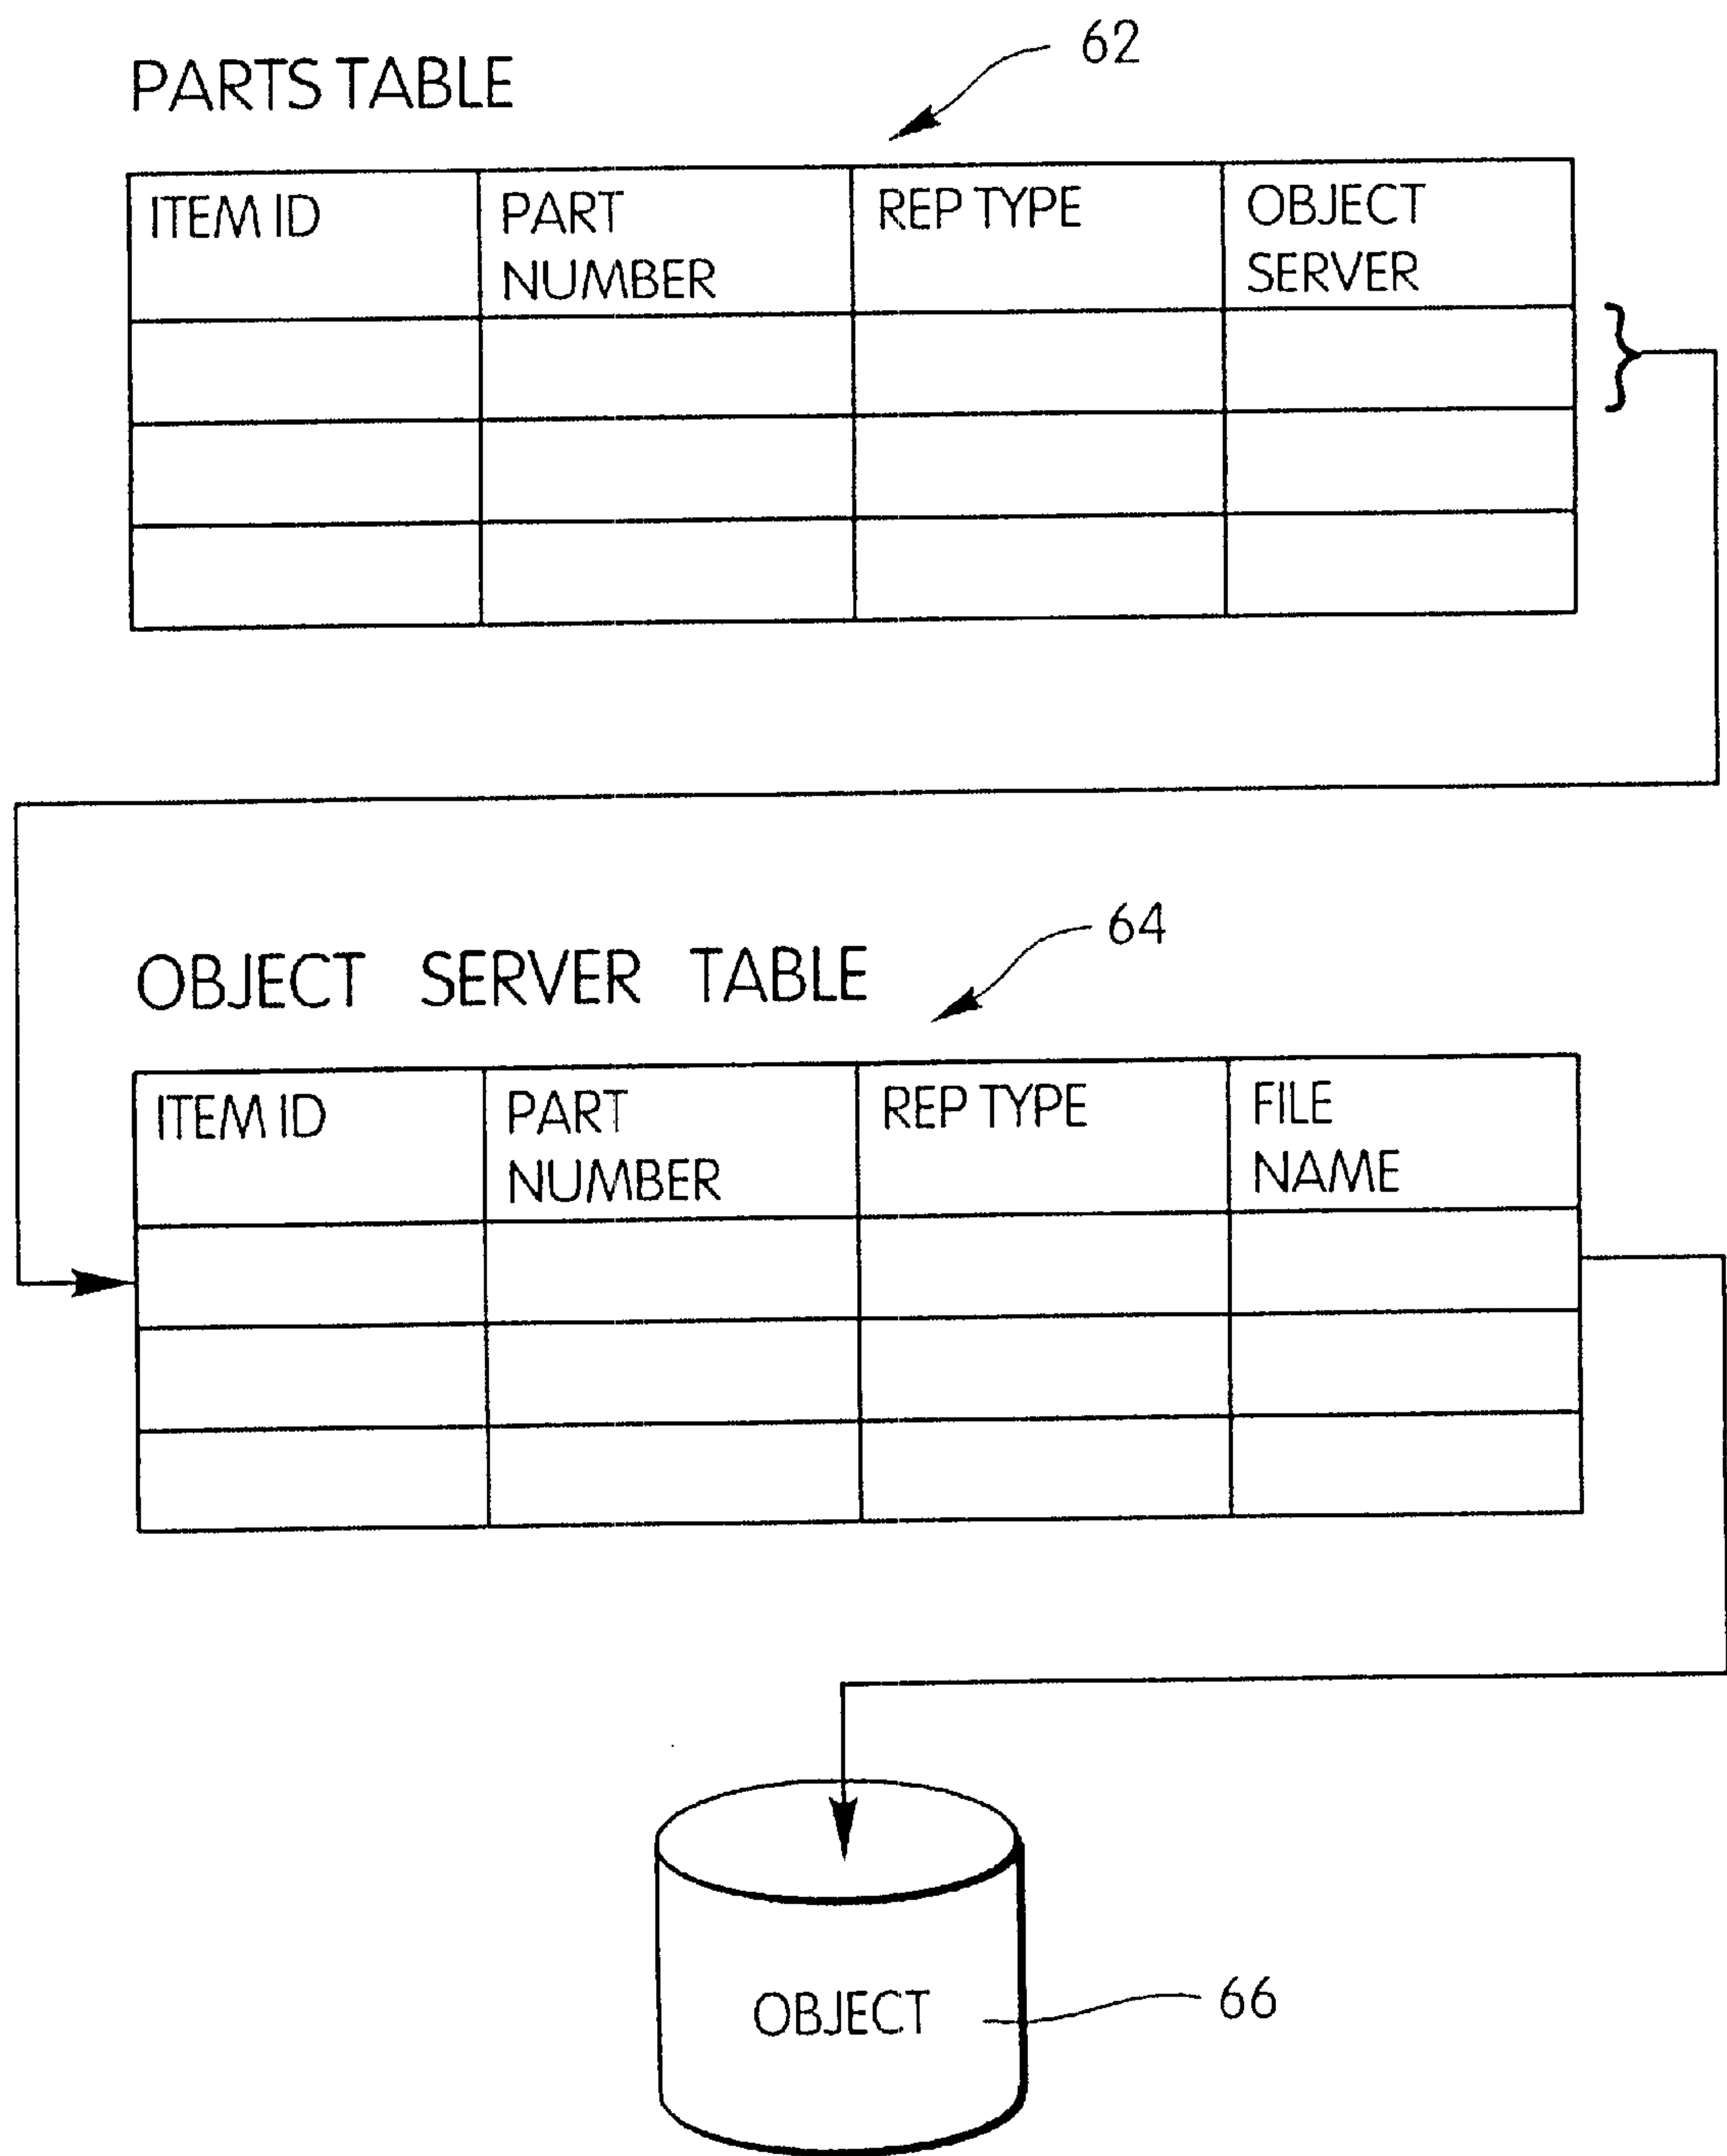 62
PARTS TABLE
ITEM ID
PART
NUMBER
REP TYPE
OBJECT
SERVER
64
OBJECT SERVER TABLE
ITEM ID
PART
NUMBER
REP TYPE
FILE
NAME
OBJECT
66